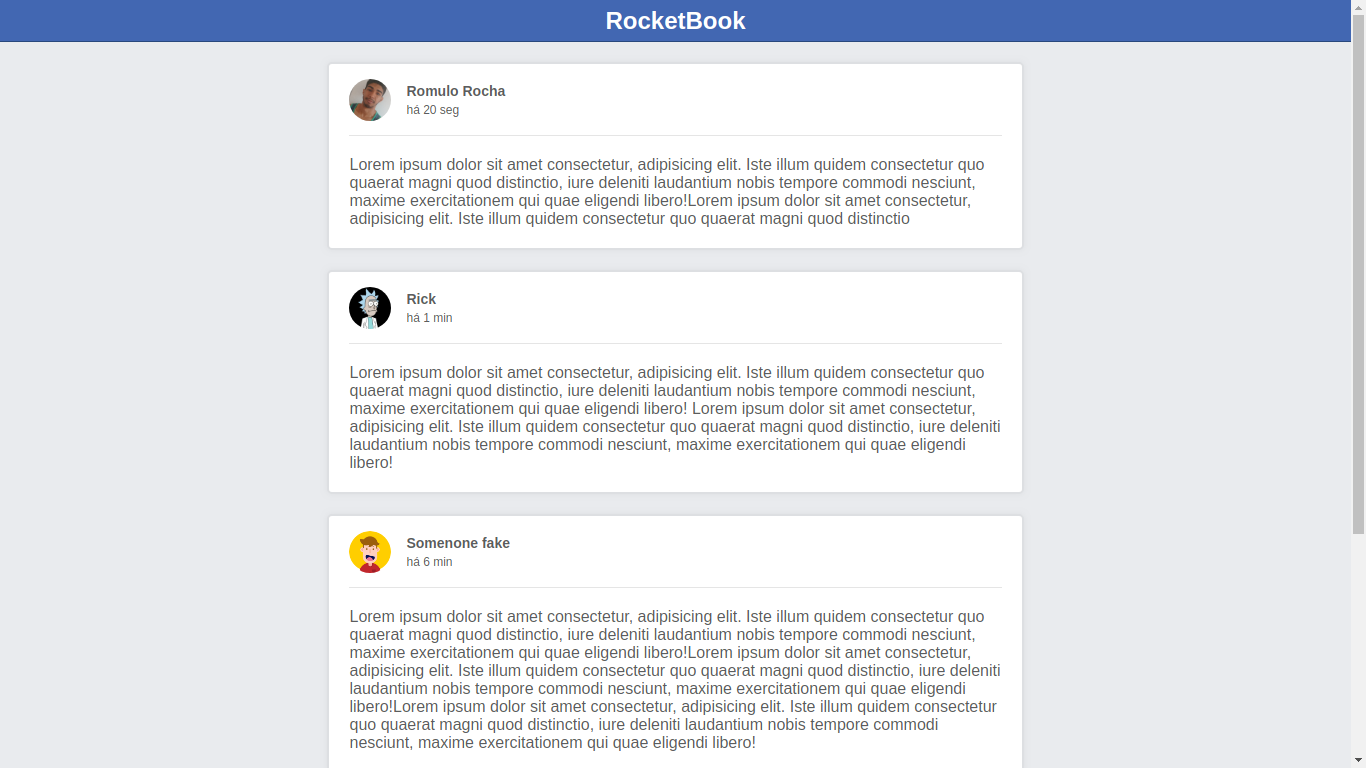 RocketBook
Romulo Rocha
há 20 seg
Lorem ipsum dolor sit amet consectetur, adipisicing elit. Iste illum quidem consectetur quo
quaerat magni quod distinctio, iure deleniti laudantium nobis tempore commodi nesciunt,
maxime exercitationem qui quae eligendi libero!Lorem ipsum dolor sit amet consectetur,
adipisicing elit. Iste illum quidem consectetur quo quaerat magni quod distinctio
Rick
há 1 min
Lorem ipsum dolor sit amet consectetur, adipisicing elit. Iste illum quidem consectetur quo
quaerat magni quod distinctio, iure deleniti laudantium nobis tempore commodi nesciunt,
maxime exercitationem qui quae eligendi libero! Lorem ipsum dolor sit amet consectetur,
adipisicing elit. Iste illum quidem consectetur quo quaerat magni quod distinctio, iure deleniti
laudantium nobis tempore commodi nesciunt, maxime exercitationem qui quae eligendi
libero!
Somenone fake
há 6 min
Lorem ipsum dolor sit amet consectetur, adipisicing elit. Iste illum quidem consectetur quo
quaerat magni quod distinctio, iure deleniti laudantium nobis tempore commodi nesciunt,
maxime exercitationem qui quae eligendi libero!Lorem ipsum dolor sit amet consectetur,
adipisicing elit. Iste illum quidem consectetur quo quaerat magni quod distinctio, iure deleniti
laudantium nobis tempore commodi nesciunt, maxime exercitationem qui quae eligendi
libero!Lorem ipsum dolor sit amet consectetur, adipisicing elit. Iste illum quidem consectetur
quo quaerat magni quod distinctio, iure deleniti laudantium nobis tempore commodi
nesciunt, maxime exercitationem qui quae eligendi libero!